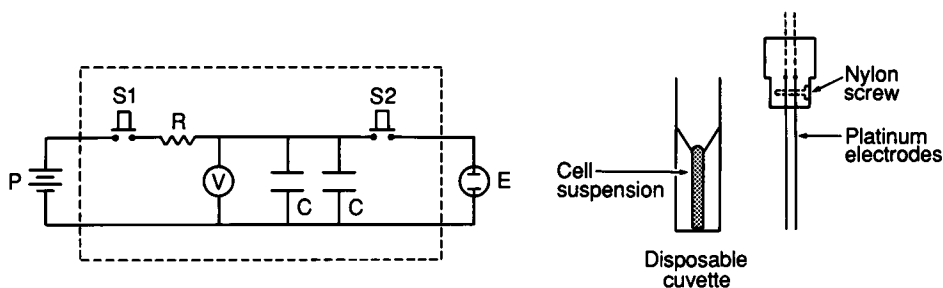 S1
R
S2
P
V
C
C
E
Cell
suspension
Disposable
cuvette
Nylon
screw
Platinum
electrodes